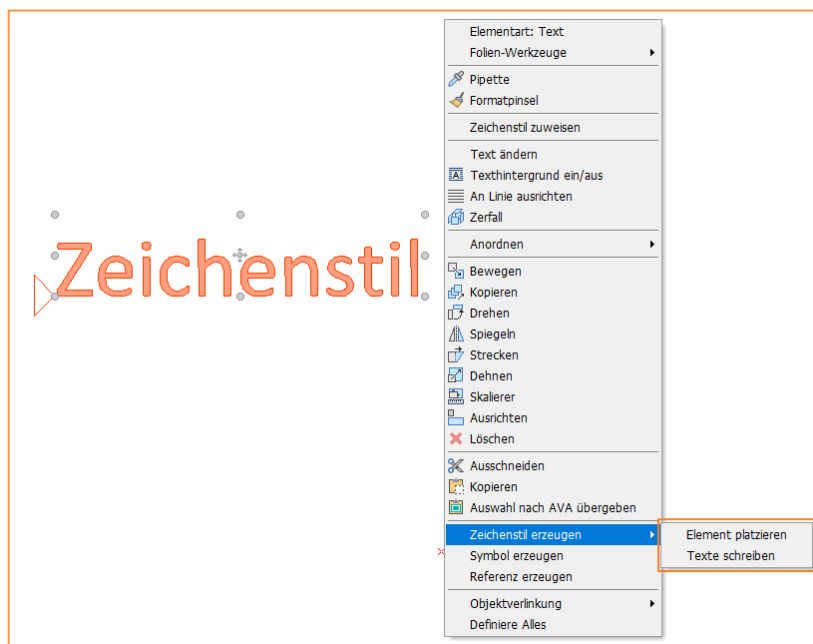 Zeichenstil
Elementart: Text
Folien-Werkzeuge
Pipette
Formatpinsel
Zeichenstil zuweisen
Text ändern
Texthintergrund ein/aus
An Linie ausrichten
Zerfall
Anordnen
Bewegen
Kopieren
Drehen
Spiegeln
Strecken
Dehnen
Skalierer
Ausrichten
Löschen
Ausschneiden
Kopieren
Auswahl nach AVA übergeben
Zeichenstil erzeugen
Element platzieren
Texte schreiben
Symbol erzeugen
Referenz erzeugen
Objektverlinkung
Definiere Alles